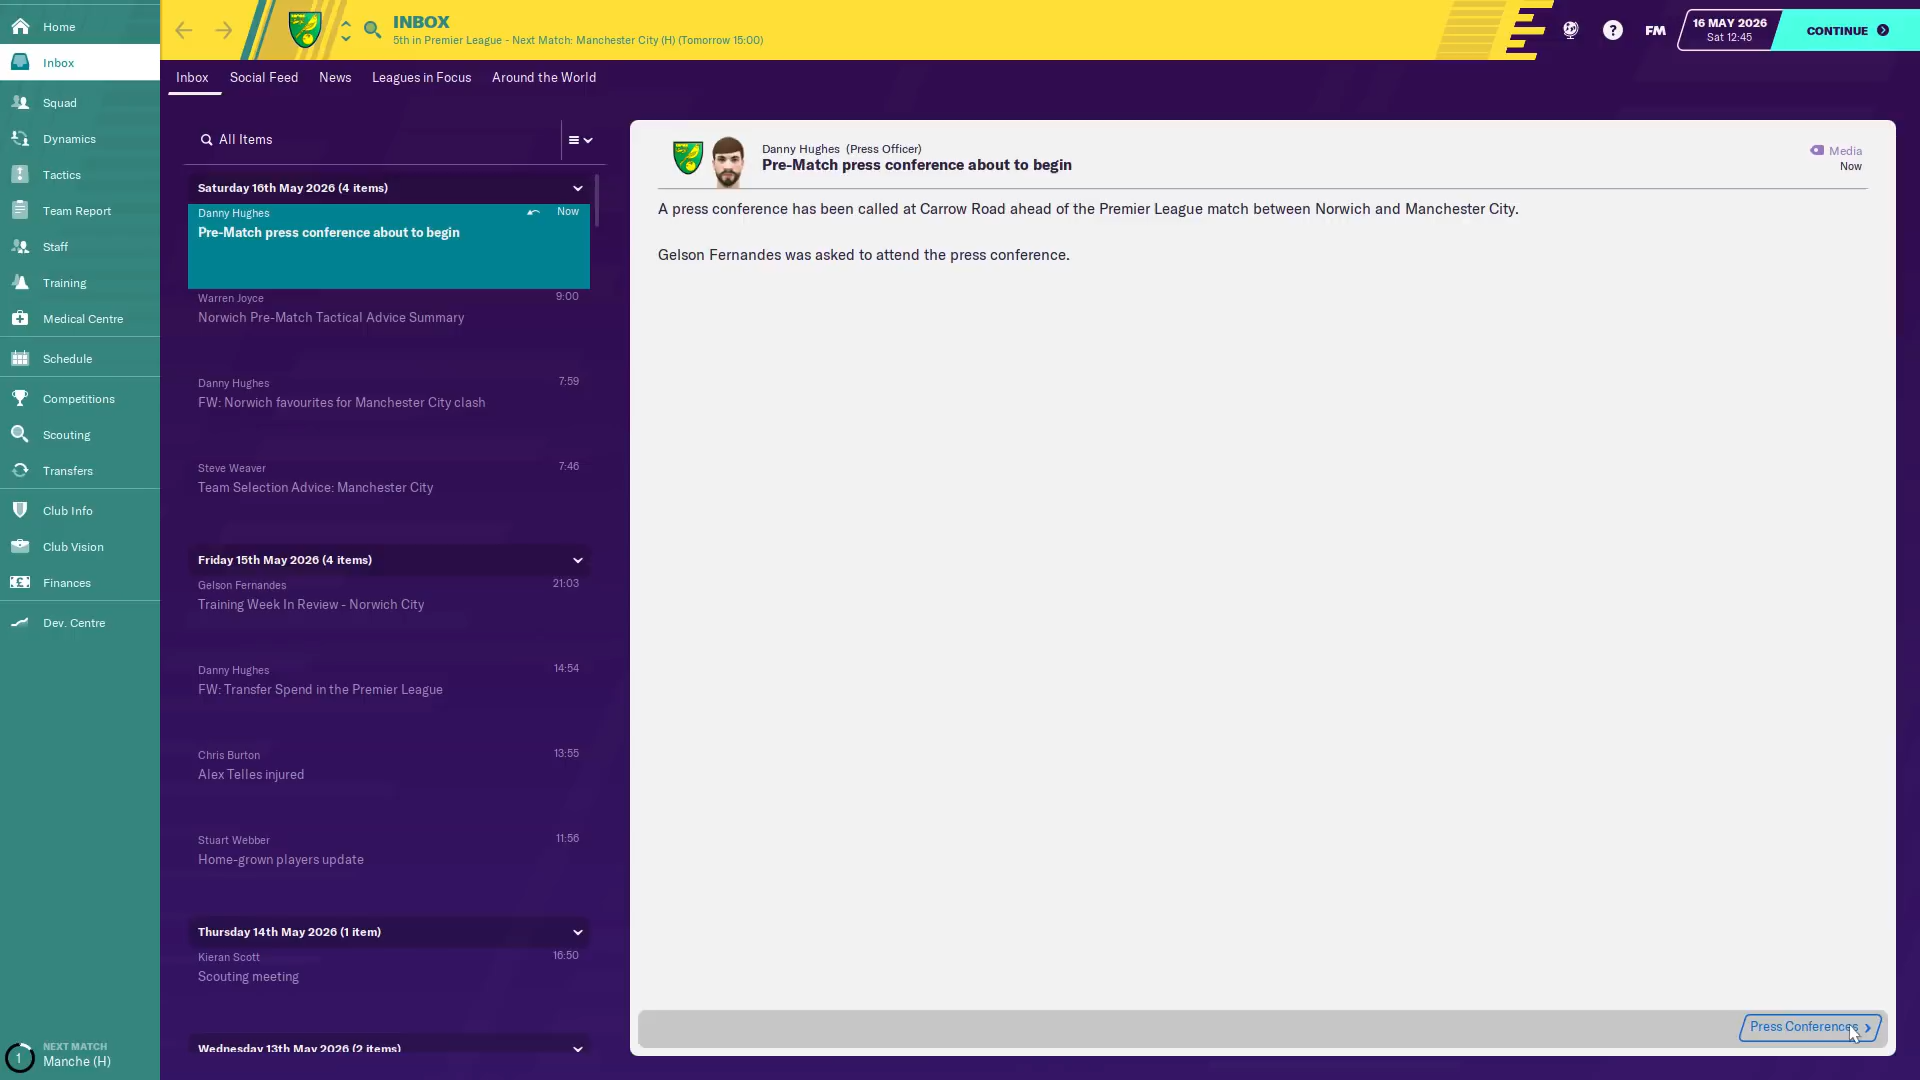 Home
Inbox
Squad
Dynamics
Tactics
Team Report
Staff
Training
Medical Centre
Schedule
Competitions
Scouting
Transfers
Club Info
Club Vision
Finances
Dev. Centre
1
NEXT MATCH
Manche (H)
INBOX
5th in Premier League - Next Match: Manchester City (H) (Tomorrow 15:00)
?
FM
16 MAY 2026
Sat 12:45
CONTINUE
Inbox
Social Feed
News
Leagues in Focus
Around the World
All Items
Saturday 16th May 2026 (4 items)
Danny Hughes
Now
Pre-Match press conference about to begin
Warren Joyce
9:00
Norwich Pre-Match Tactical Advice Summary
Danny Hughes
7:59
FW: Norwich favourites for Manchester City clash
Steve Weaver
7:46
Team Selection Advice: Manchester City
Friday 15th May 2026 (4 items)
Gelson Fernandes
21:03
Training Week In Review - Norwich City
Danny Hughes
14:54
FW: Transfer Spend in the Premier League
Chris Burton
13:55
Alex Telles injured
Stuart Webber
11:56
Home-grown players update
Thursday 14th May 2026 (1 item)
Kieran Scott
16:50
Scouting meeting
Wednesday 13th May 2026 (2 items)
Danny Hughes (Press Officer)
Pre-Match press conference about to begin
Media
Now
A press conference has been called at Carrow Road ahead of the Premier League match between Norwich and Manchester City.
Gelson Fernandes was asked to attend the press conference.
Press Conferences